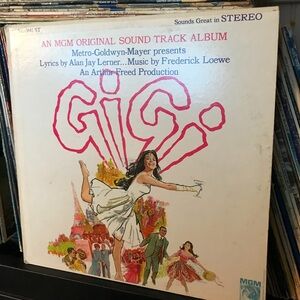 Sounds Great in STEREO
AN MGM ORIGINAL SOUND TRACK ALBUM
Metro-Goldwyn-Mayer presents
Lyrics by Alan Jay Lerner...Music by Frederick Loewe
An Arthur Freed Production
Gigi
MGM